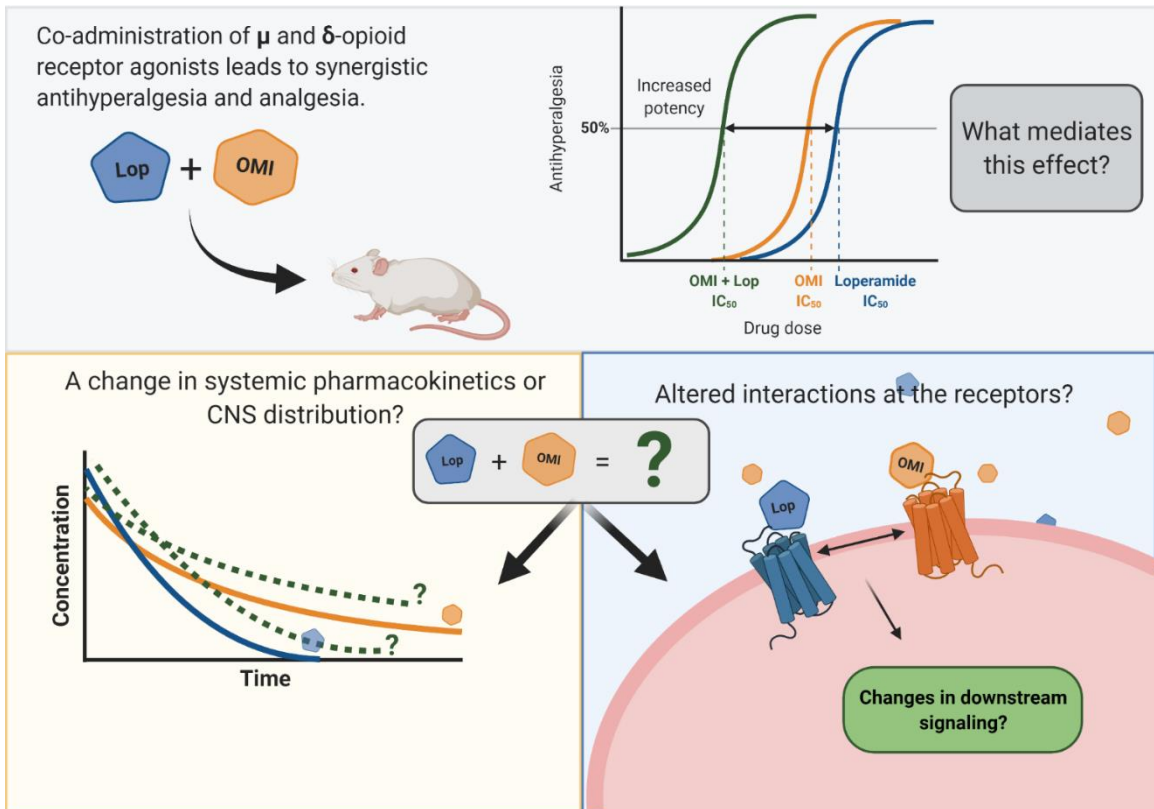 Co-administration of μ and δ-opioid
receptor agonists leads to synergistic
antihyperalgesia and analgesia.
Lop
+
OMI
Antihyperalgesia
Increased
potency
50%
OMI + Lop
IC₅₀
OMI
IC₅₀
Loperamide
IC₅₀
Drug dose
What mediates
this effect?
A change in systemic pharmacokinetics or
CNS distribution?
Lop + OMI = ?
Concentration
?
?
Time
Altered interactions at the receptors?
Lop
OMI
Changes in downstream
signaling?